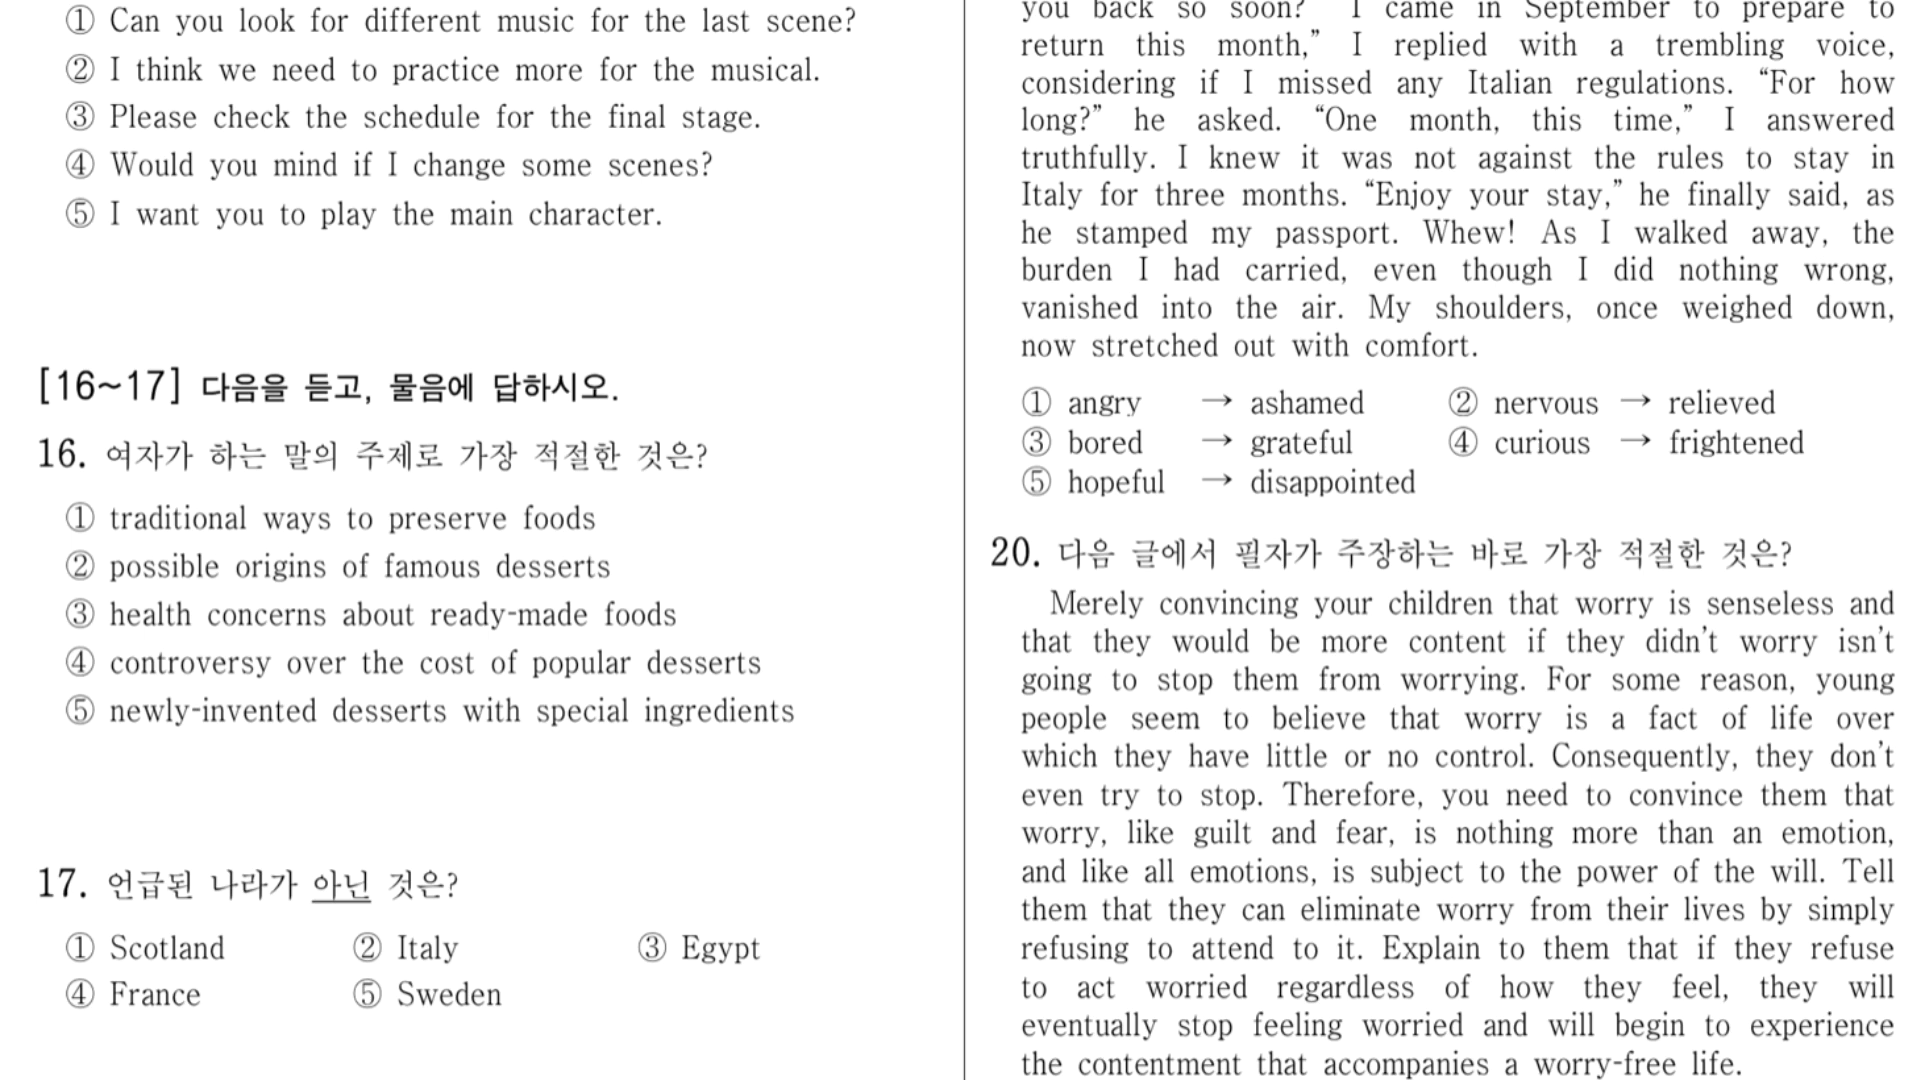 ① Can you look for different music for the last scene?
② I think we need to practice more for the musical.
③ Please check the schedule for the final stage.
④ Would you mind if I change some scenes?
⑤ I want you to play the main character.
[16~17] 다음을 듣고, 물음에 답하시오.
16. 여자가 하는 말의 주제로 가장 적절한 것은?
① traditional ways to preserve foods
② possible origins of famous desserts
③ health concerns about ready-made foods
④ controversy over the cost of popular desserts
⑤ newly-invented desserts with special ingredients
17. 언급된 나라가 아닌 것은?
① Scotland ② Italy ③ Egypt
④ France ⑤ Sweden
you back so soon?” “I came in September to prepare to
return this month,” I replied with a trembling voice,
considering if I missed any Italian regulations. “For how
long?” he asked. “One month, this time,” I answered
truthfully. I knew it was not against the rules to stay in
Italy for three months. “Enjoy your stay,” he finally said, as
he stamped my passport. Whew! As I walked away, the
burden I had carried, even though I did nothing wrong,
vanished into the air. My shoulders, once weighed down,
now stretched out with comfort.
① angry → ashamed ② nervous → relieved
③ bored → grateful ④ curious → frightened
⑤ hopeful → disappointed
20. 다음 글에서 필자가 주장하는 바로 가장 적절한 것은?
Merely convincing your children that worry is senseless and
that they would be more content if they didn’t worry isn’t
going to stop them from worrying. For some reason, young
people seem to believe that worry is a fact of life over
which they have little or no control. Consequently, they don’t
even try to stop. Therefore, you need to convince them that
worry, like guilt and fear, is nothing more than an emotion,
and like all emotions, is subject to the power of the will. Tell
them that they can eliminate worry from their lives by simply
refusing to attend to it. Explain to them that if they refuse
to act worried regardless of how they feel, they will
eventually stop feeling worried and will begin to experience
the contentment that accompanies a worry-free life.